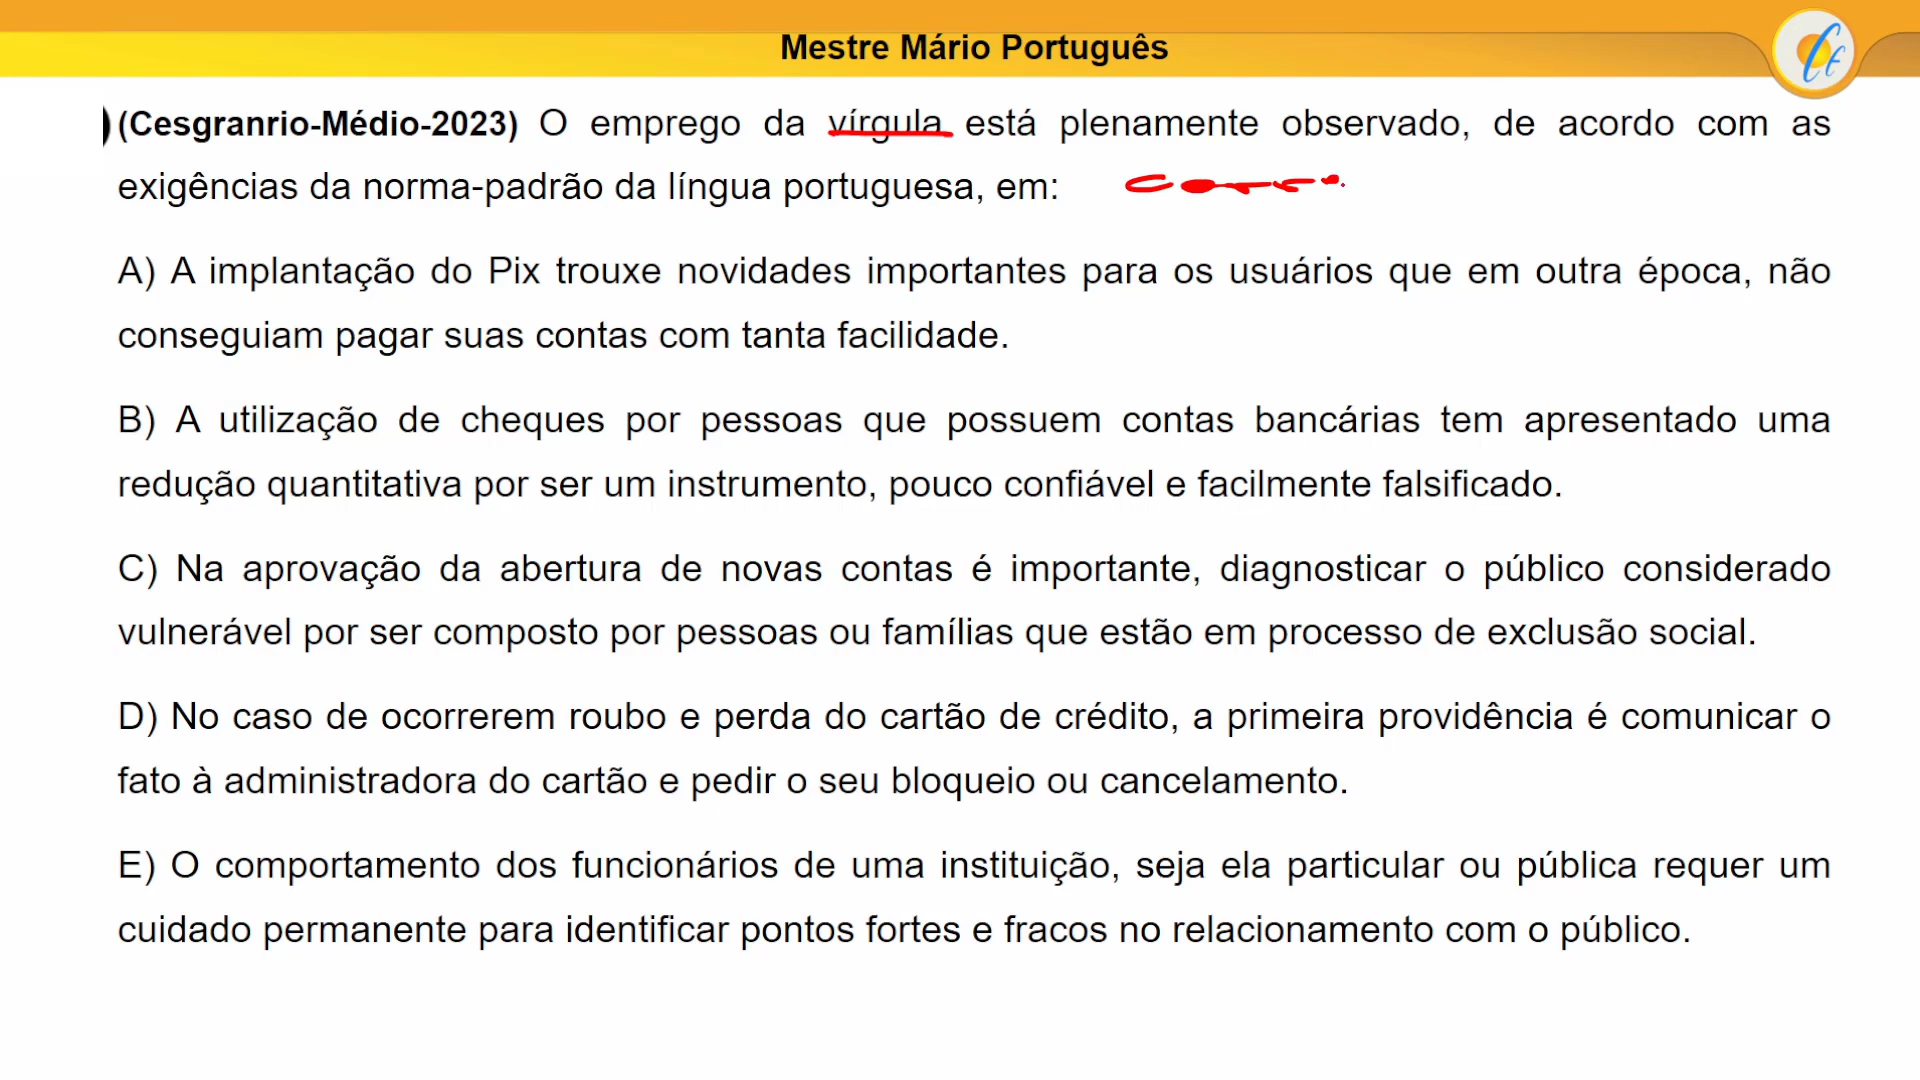 Mestre Mário Português
(Cesgranrio-Médio-2023) O emprego da vírgula está plenamente observado, de acordo com as
exigências da norma-padrão da língua portuguesa, em:
A) A implantação do Pix trouxe novidades importantes para os usuários que em outra época, não
conseguiam pagar suas contas com tanta facilidade.
B) A utilização de cheques por pessoas que possuem contas bancárias tem apresentado uma
redução quantitativa por ser um instrumento, pouco confiável e facilmente falsificado.
C) Na aprovação da abertura de novas contas é importante, diagnosticar o público considerado
vulnerável por ser composto por pessoas ou famílias que estão em processo de exclusão social.
D) No caso de ocorrerem roubo e perda do cartão de crédito, a primeira providência é comunicar o
fato à administradora do cartão e pedir o seu bloqueio ou cancelamento.
E) O comportamento dos funcionários de uma instituição, seja ela particular ou pública requer um
cuidado permanente para identificar pontos fortes e fracos no relacionamento com o público.